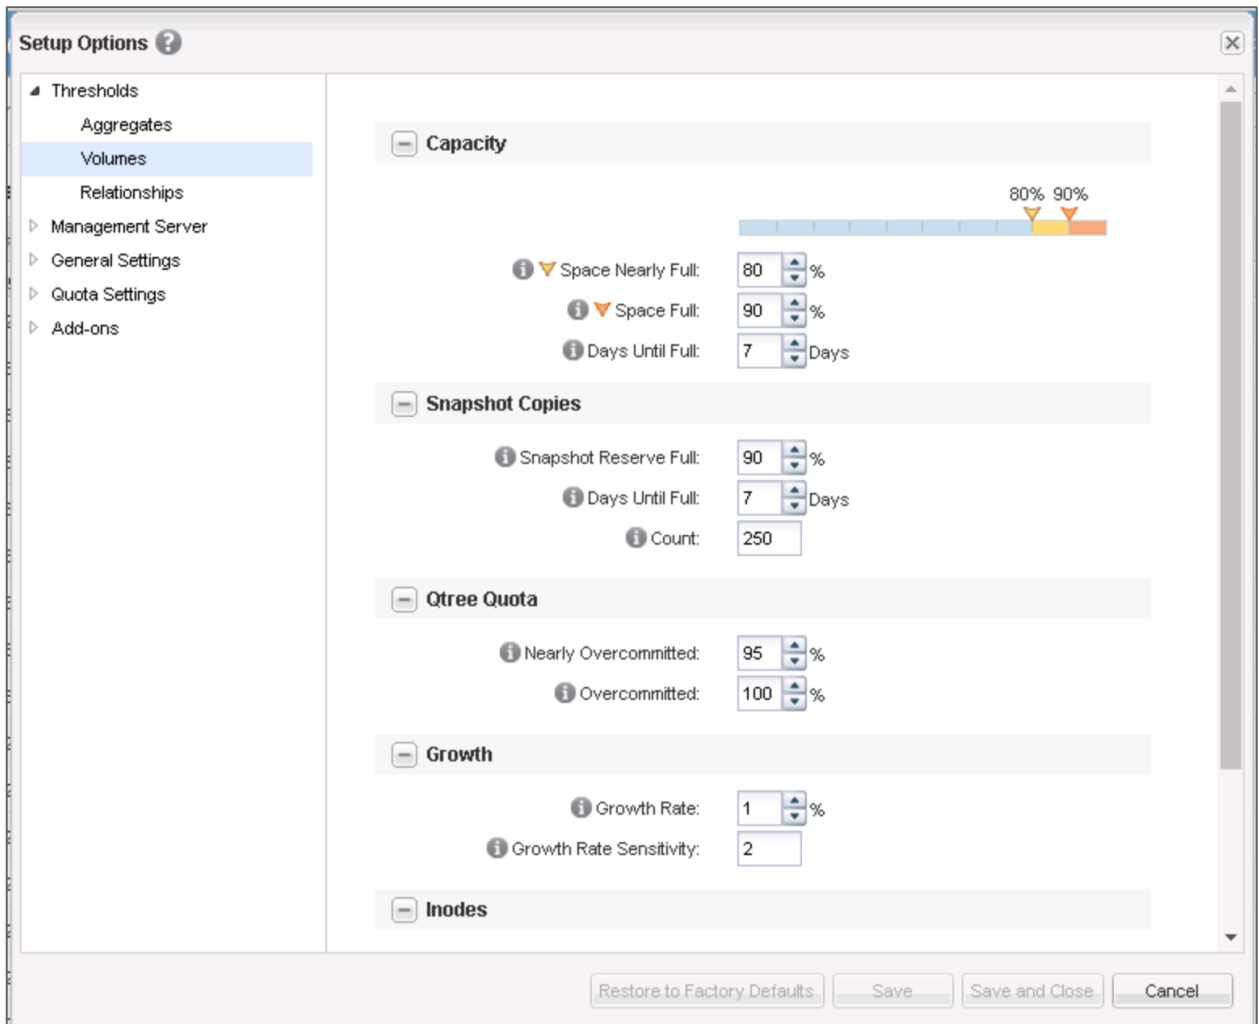 Setup Options ?
Thresholds
Aggregates
Volumes
Relationships
Management Server
General Settings
Quota Settings
Add-ons
Capacity
80% 90%
Space Nearly Full: 80 %
Space Full: 90 %
Days Until Full: 7 Days
Snapshot Copies
Snapshot Reserve Full: 90 %
Days Until Full: 7 Days
Count: 250
Qtree Quota
Nearly Overcommitted: 95 %
Overcommitted: 100 %
Growth
Growth Rate: 1 %
Growth Rate Sensitivity: 2
Inodes
Restore to Factory Defaults Save Save and Close Cancel